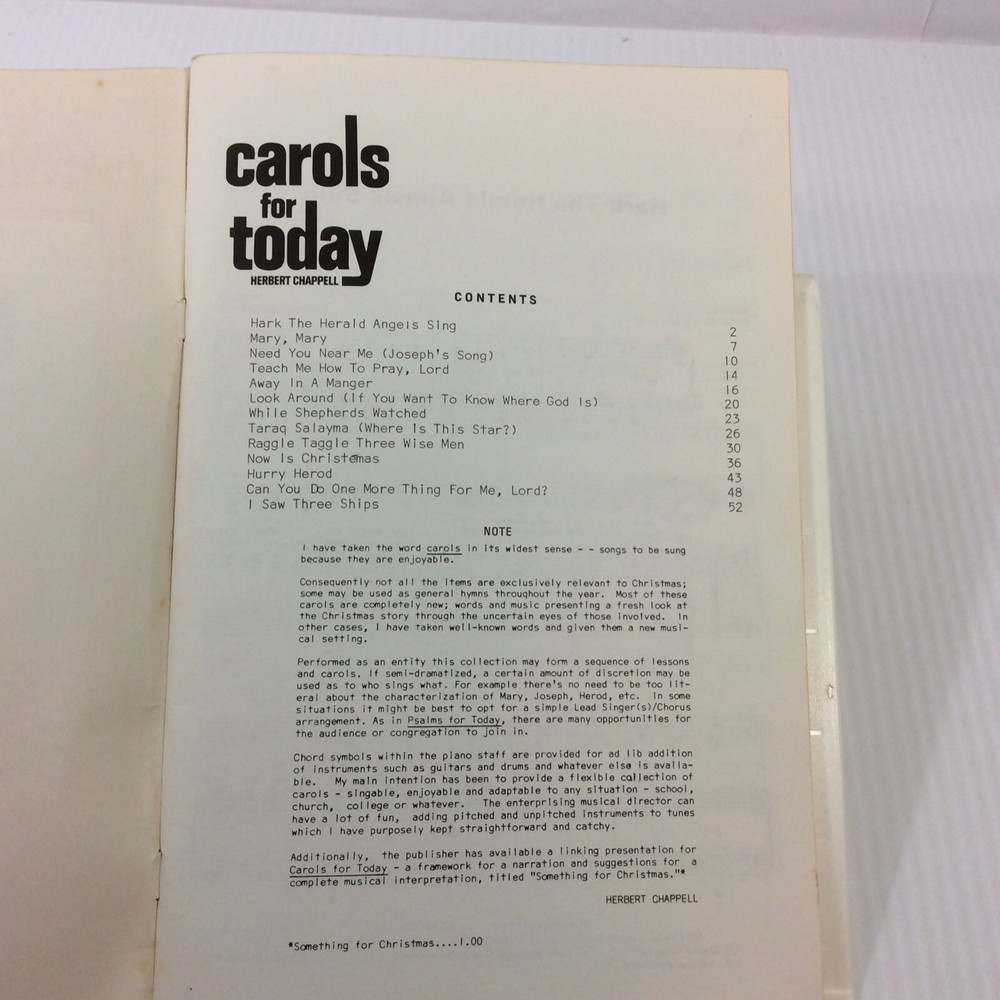 carols
for
today
HERBERT CHAPPELL
CONTENTS
Hark The Herald Angels Sing 2
Mary, Mary 7
Need You Near Me (Joseph's Song) 10
Teach Me How To Pray, Lord 14
Away In A Manger 16
Look Around (If You Want To Know Where God Is) 20
While Shepherds Watched 23
Taraq Salayma (Where Is This Star?) 26
Raggle Taggle Three Wise Men 30
Now Is Christmas 36
Hurry Herod 43
Can You Do One More Thing For Me, Lord? 48
I Saw Three Ships 52
NOTE
I have taken the word carols in its widest sense - - songs to be sung
because they are enjoyable.
Consequently not all the items are exclusively relevant to Christmas;
some may be used as general hymns throughout the year. Most of these
carols are completely new; words and music presenting a fresh look at
the Christmas story through the uncertain eyes of those involved. In
other cases, I have taken well-known words and given them a new musi-
cal setting.
Performed as an entity this collection may form a sequence of lessons
and carols. If semi-dramatized, a certain amount of discretion may be
used as to who sings what. For example there's no need to be too lit-
eral about the characterization of Mary, Joseph, Herod, etc. In some
situations it might be best to opt for a simple Lead Singer(s)/Chorus
arrangement. As in Psalms for Today, there are many opportunities for
the audience or congregation to join in.
Chord symbols within the piano staff are provided for ad lib addition
of instruments such as guitars and drums and whatever else is availa-
ble. My main intention has been to provide a flexible collection of
carols - singable, enjoyable and adaptable to any situation - school,
church, college or whatever. The enterprising musical director can
have a lot of fun, adding pitched and unpitched instruments to tunes
which I have purposely kept straightforward and catchy.
Additionally, the publisher has available a linking presentation for
Carols for Today - a framework for a narration and suggestions for a
complete musical interpretation, titled "Something for Christmas."*
HERBERT CHAPPELL
*Something for Christmas....1.00